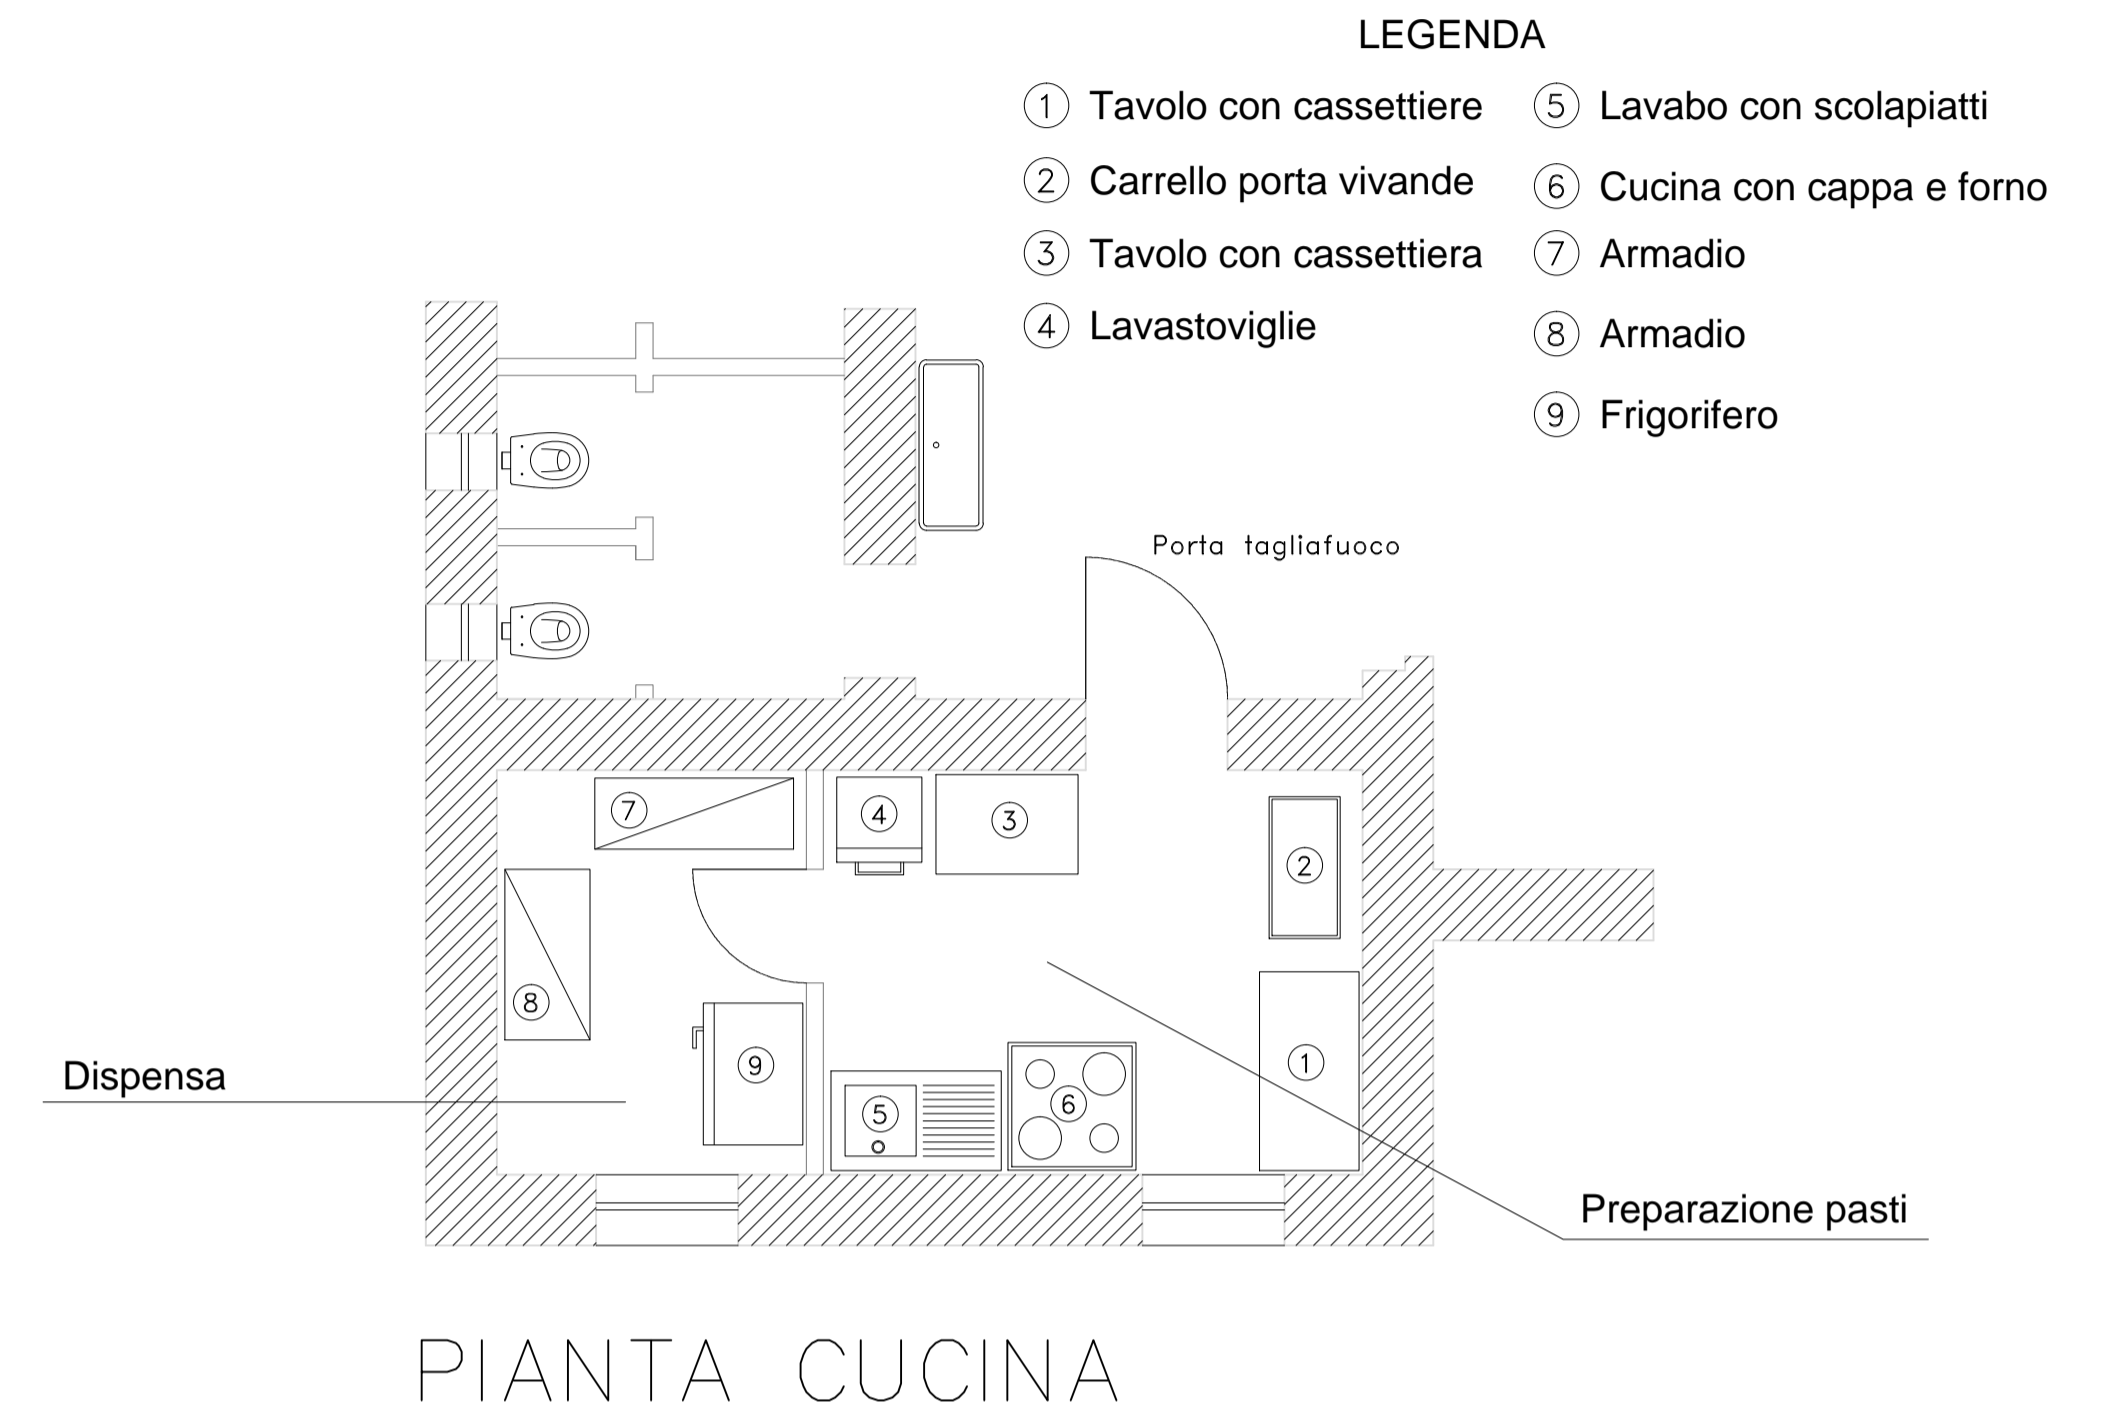 LEGENDA
1 Tavolo con cassettiere
2 Carrello porta vivande
3 Tavolo con cassettiera
4 Lavastoviglie
5 Lavabo con scolapiatti
6 Cucina con cappa e forno
7 Armadio
8 Armadio
9 Frigorifero
Porta tagliafuoco
7
4
3
2
8
9
1
5
6
Dispensa
Preparazione pasti
PIANTA CUCINA